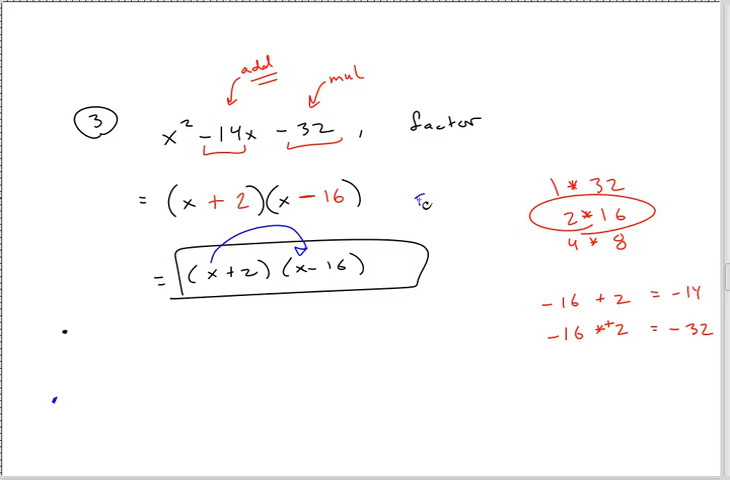 add
mul
3 x² - 14x - 32 , factor
= (x + 2)(x - 16)
= (x + 2) (x - 16)
1 * 32
2 * 16
4 * 8
-16 + 2 = -14
-16 * +2 = -32